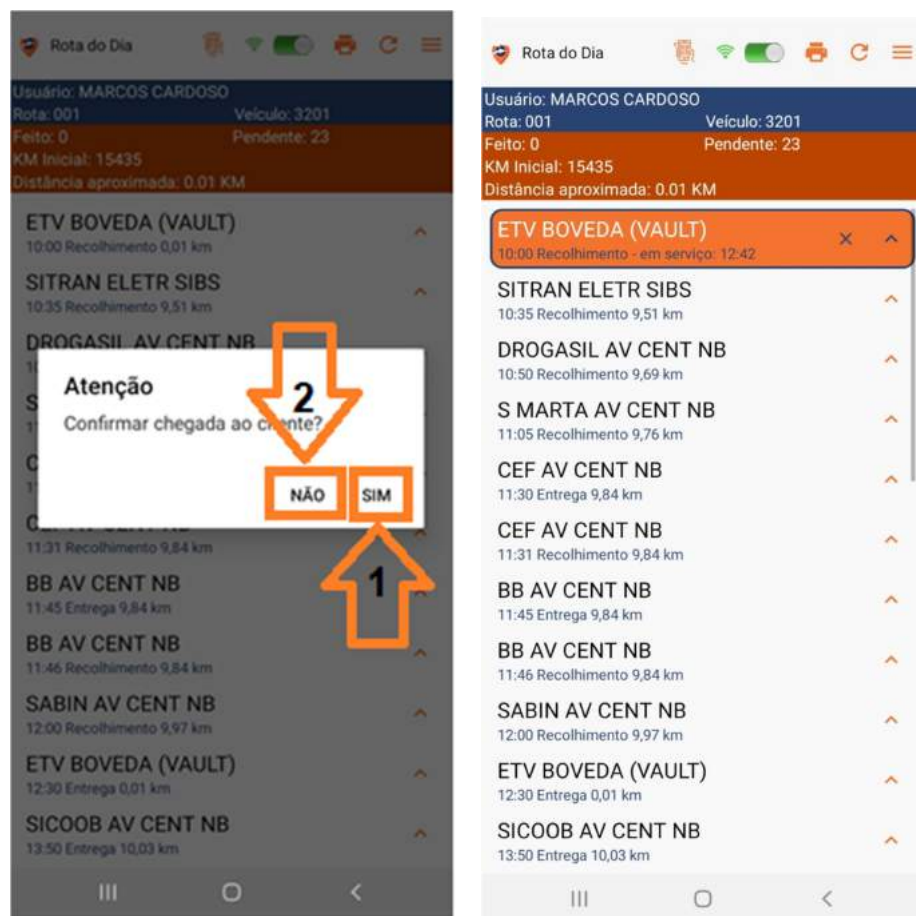 Rota do Dia
Usuário: MARCOS CARDOSO
Rota: 001 Veículo: 3201
Feito: 0 Pendente: 23
KM Inicial: 15435
Distância aproximada: 0.01 KM
ETV BOVEDA (VAULT)
10:00 Recolhimento 0,01 km
SITRAN ELETR SIBS
10:35 Recolhimento 9,51 km
DROGASIL AV CENT NB
Atenção
Confirmar chegada ao cliente?
2
NÃO SIM
1
11:31 Recolhimento 9,84 km
BB AV CENT NB
11:45 Entrega 9,84 km
BB AV CENT NB
11:46 Recolhimento 9,84 km
SABIN AV CENT NB
12:00 Recolhimento 9,97 km
ETV BOVEDA (VAULT)
12:30 Entrega 0,01 km
SICOOB AV CENT NB
13:50 Entrega 10,03 km
Rota do Dia
Usuário: MARCOS CARDOSO
Rota: 001 Veículo: 3201
Feito: 0 Pendente: 23
KM Inicial: 15435
Distância aproximada: 0.01 KM
ETV BOVEDA (VAULT)
10:00 Recolhimento - em serviço: 12:42
SITRAN ELETR SIBS
10:35 Recolhimento 9,51 km
DROGASIL AV CENT NB
10:50 Recolhimento 9,69 km
S MARTA AV CENT NB
11:05 Recolhimento 9,76 km
CEF AV CENT NB
11:30 Entrega 9,84 km
CEF AV CENT NB
11:31 Recolhimento 9,84 km
BB AV CENT NB
11:45 Entrega 9,84 km
BB AV CENT NB
11:46 Recolhimento 9,84 km
SABIN AV CENT NB
12:00 Recolhimento 9,97 km
ETV BOVEDA (VAULT)
12:30 Entrega 0,01 km
SICOOB AV CENT NB
13:50 Entrega 10,03 km